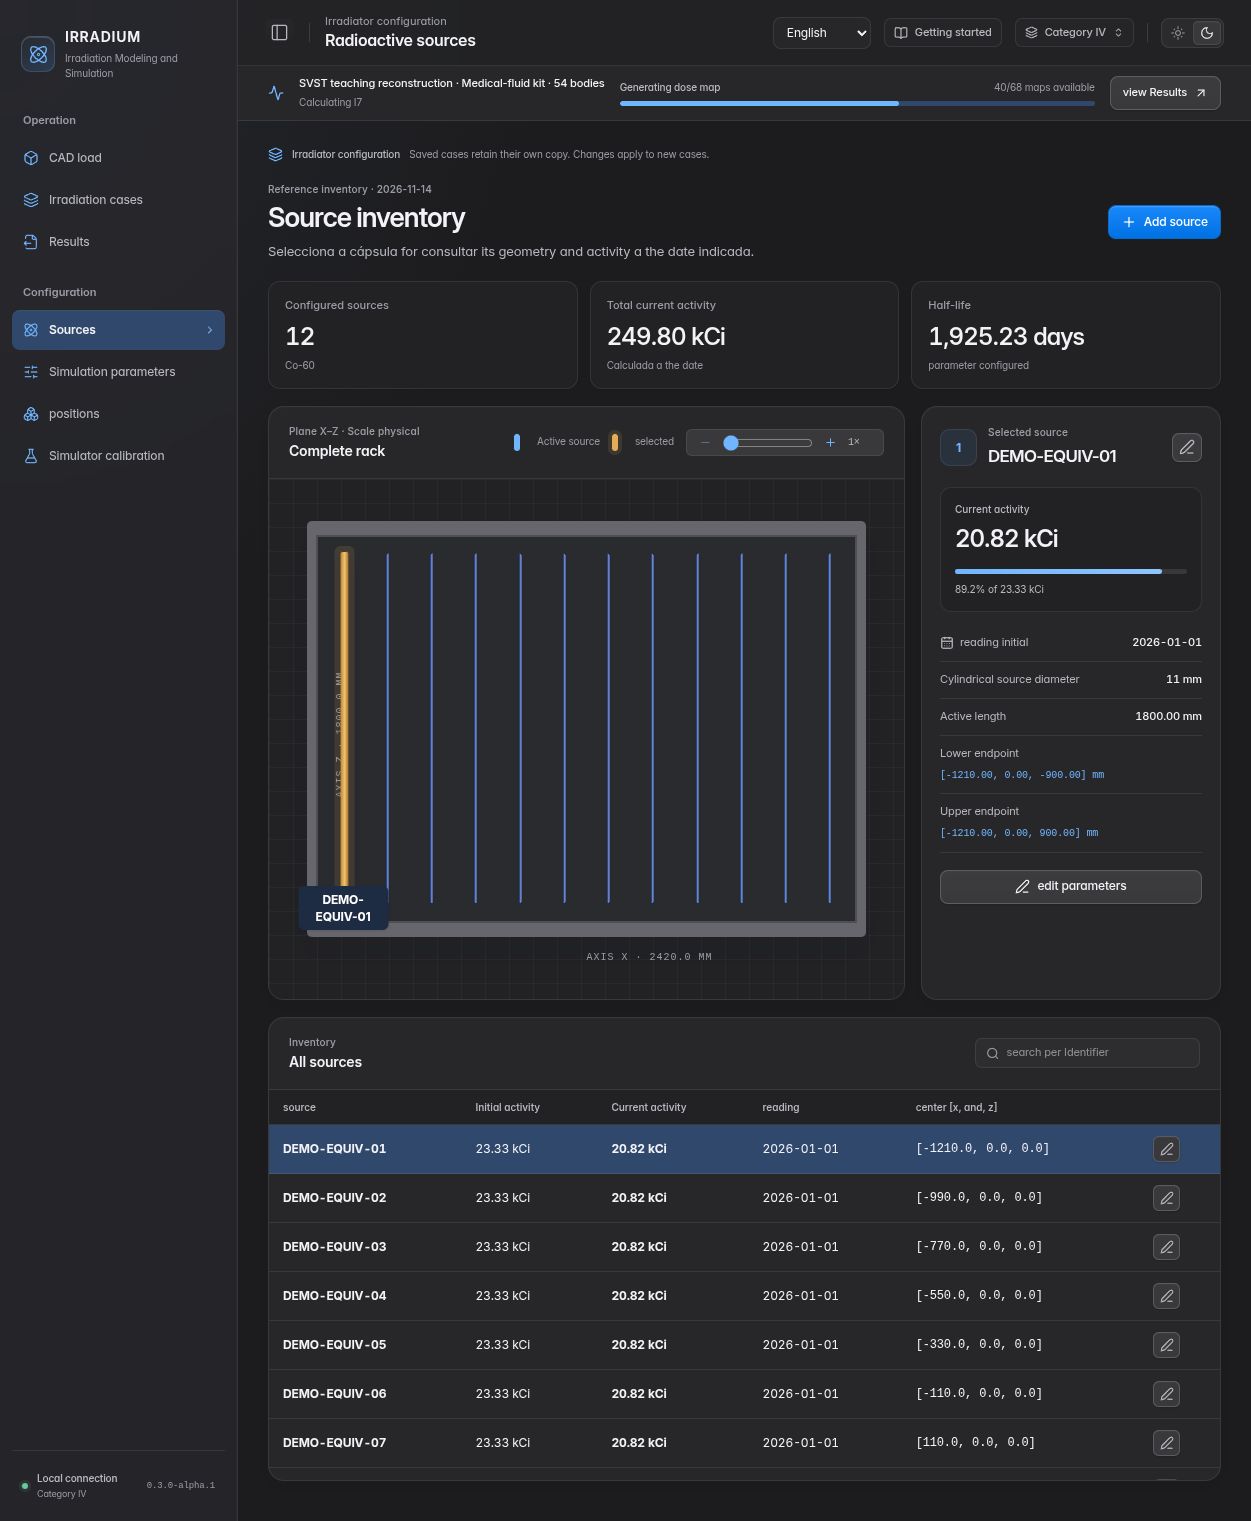 IRRADIUM
Irradiation Modeling and
Simulation
Operation
CAD load
Irradiation cases
Results
Configuration
Sources
Simulation parameters
positions
Simulator calibration
Local connection
Category IV
0.3.0-alpha.1
Irradiator configuration
Radioactive sources
English
Getting started
Category IV
SVST teaching reconstruction · Medical-fluid kit · 54 bodies
Calculating I7
Generating dose map
40/68 maps available
view Results
Irradiator configuration Saved cases retain their own copy. Changes apply to new cases.
Reference inventory · 2026-11-14
Source inventory
Selecciona a cápsula for consultar its geometry and activity a the date indicada.
Add source
Configured sources
12
Co-60
Total current activity
249.80 kCi
Calculada a the date
Half-life
1,925.23 days
parameter configured
Plane X–Z · Scale physical
Complete rack
Active source
selected
1×
AXIS Z · 1800.0 MM
DEMO-
EQUIV-01
AXIS X · 2420.0 MM
1
Selected source
DEMO-EQUIV-01
Current activity
20.82 kCi
89.2% of 23.33 kCi
reading initial 2026-01-01
Cylindrical source diameter 11 mm
Active length 1800.00 mm
Lower endpoint
[-1210.00, 0.00, -900.00] mm
Upper endpoint
[-1210.00, 0.00, 900.00] mm
edit parameters
Inventory
All sources
search per Identifier
source Initial activity Current activity reading center [x, and, z]
DEMO-EQUIV-01 23.33 kCi 20.82 kCi 2026-01-01 [-1210.0, 0.0, 0.0]
DEMO-EQUIV-02 23.33 kCi 20.82 kCi 2026-01-01 [-990.0, 0.0, 0.0]
DEMO-EQUIV-03 23.33 kCi 20.82 kCi 2026-01-01 [-770.0, 0.0, 0.0]
DEMO-EQUIV-04 23.33 kCi 20.82 kCi 2026-01-01 [-550.0, 0.0, 0.0]
DEMO-EQUIV-05 23.33 kCi 20.82 kCi 2026-01-01 [-330.0, 0.0, 0.0]
DEMO-EQUIV-06 23.33 kCi 20.82 kCi 2026-01-01 [-110.0, 0.0, 0.0]
DEMO-EQUIV-07 23.33 kCi 20.82 kCi 2026-01-01 [110.0, 0.0, 0.0]